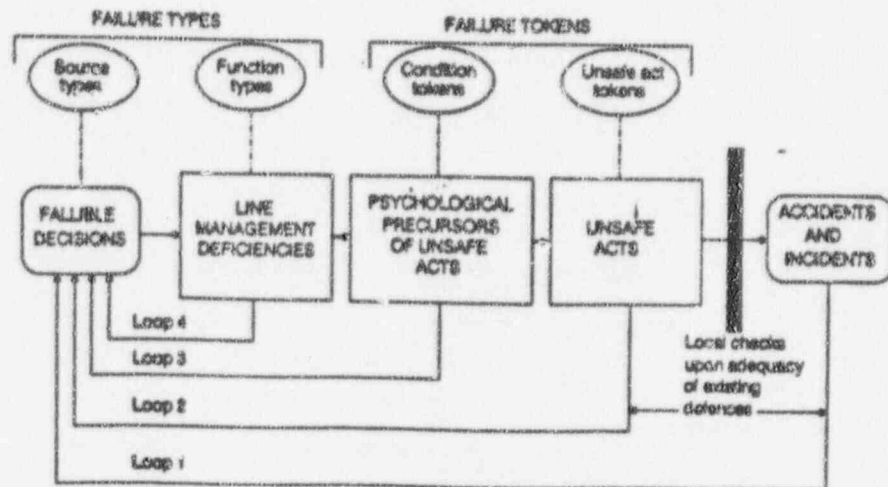 FAILURE TYPES
FAILURE TOKENS
Source
types
Function
types
Condition
tokens
Unsafe act
tokens
FALLIBLE
DECISIONS
LINE
MANAGEMENT
DEFICIENCIES
PSYCHOLOGICAL
PRECURSORS
OF UNSAFE
ACTS
UNSAFE
ACTS
ACCIDENTS
AND
INCIDENTS
Loop 4
Loop 3
Loop 2
Loop 1
Local checks
upon adequacy
of existing
defences